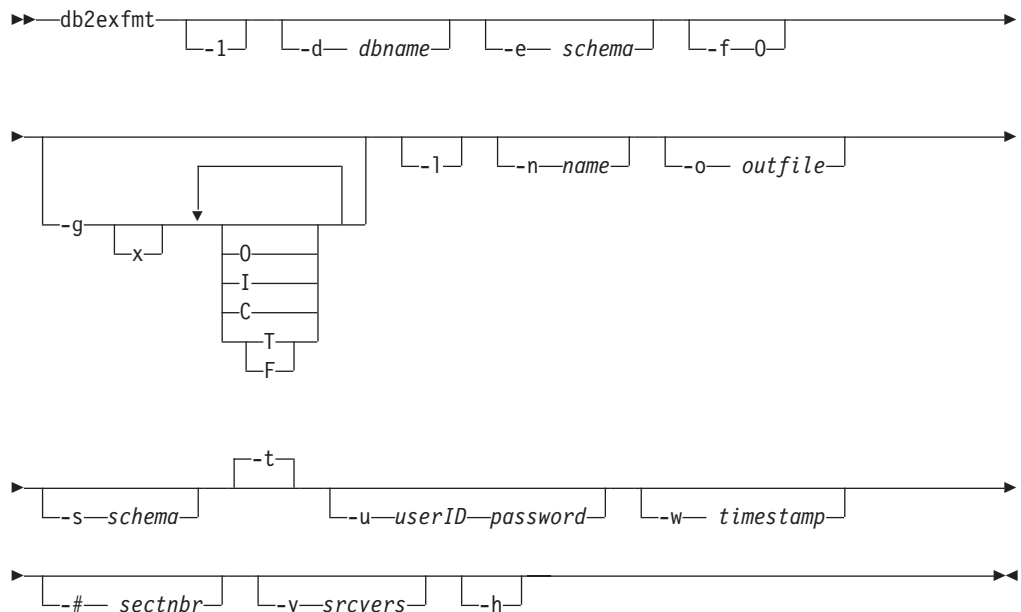 db2exfmt
-1 -d dbname -e schema -f O
-l -n name -o outfile
-g
x O
I
C
T
F
-t
-s schema -u userID password -w timestamp
-# sectnbr -v srcvers -h